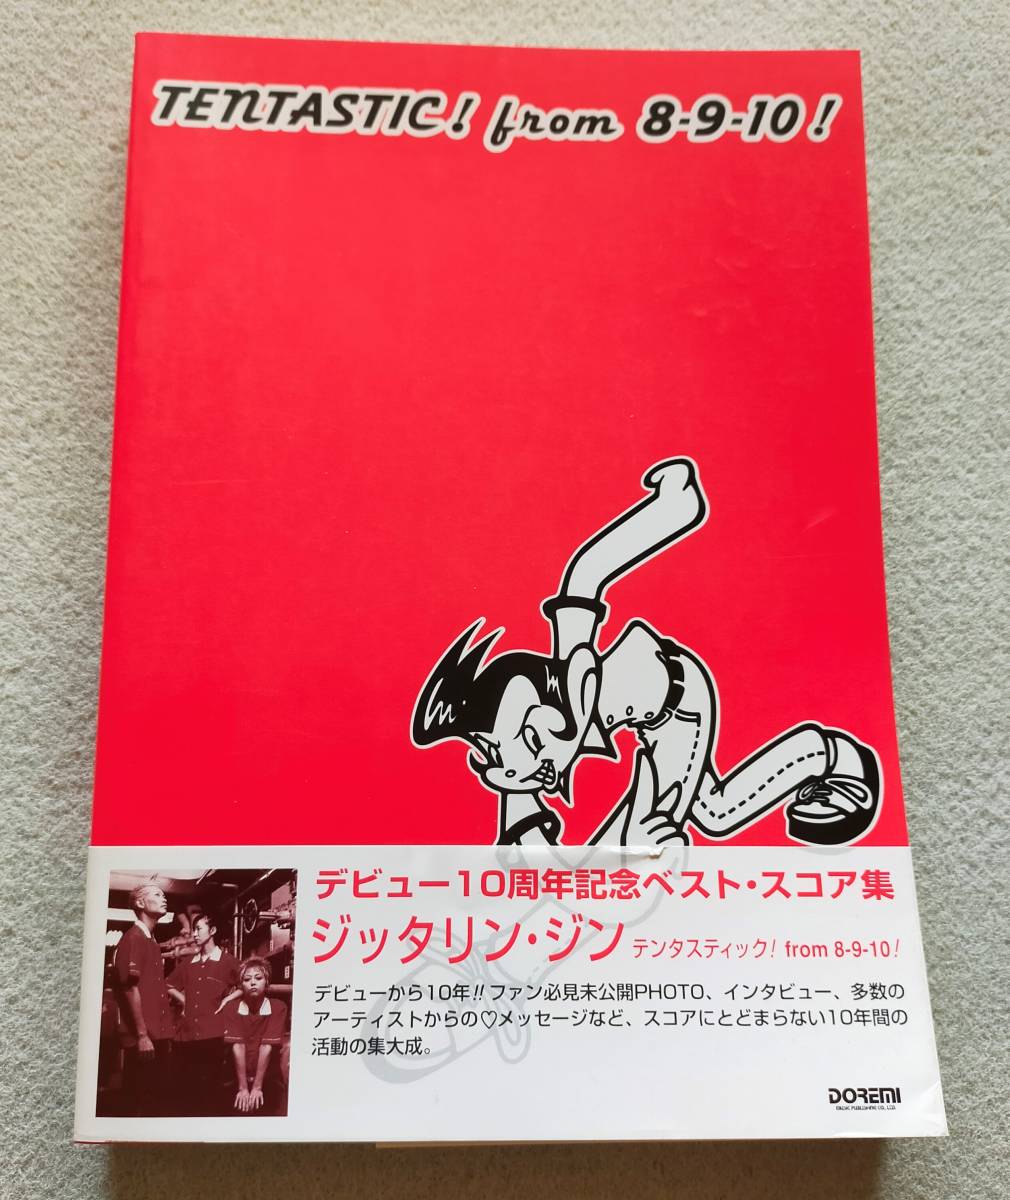 TENTASTIC! from 8-9-10!
デビュー10周年記念ベスト・スコア集
ジッタリン・ジン テンタスティック! from 8-9-10!
デビューから10年!!ファン必見未公開PHOTO、インタビュー、多数の
アーティストからの♡メッセージなど、スコアにとどまらない10年間の
活動の集大成。
DOREMI
MUSIC PUBLISHING CO., LTD.